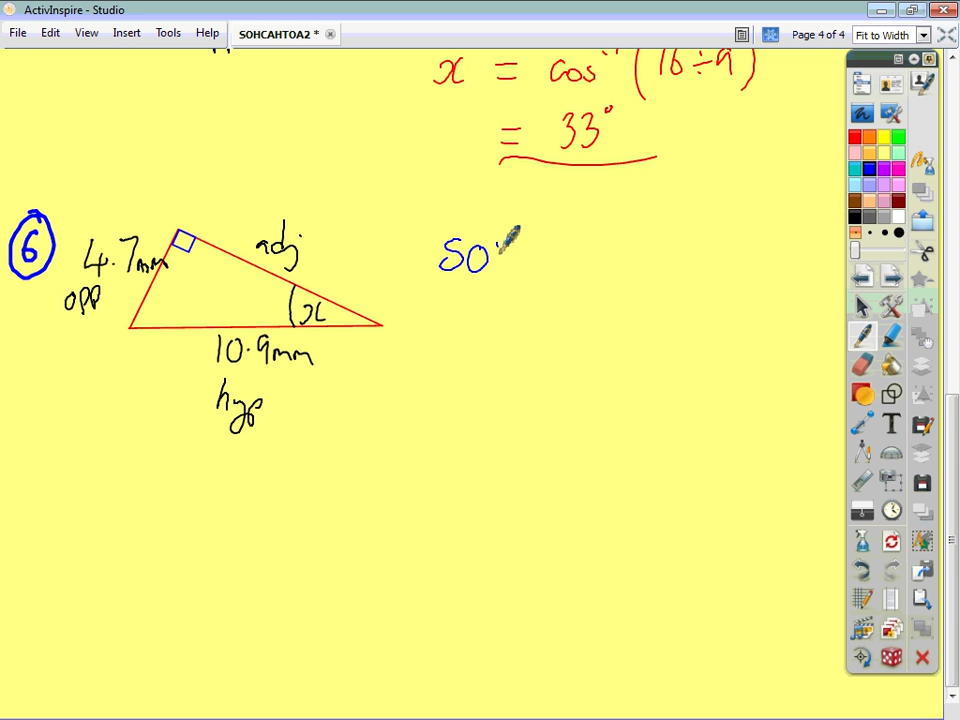 ActivInspire - Studio
File Edit View Insert Tools Help SOHCAHTOA2 * Page 4 of 4 Fit to Width
x = cos⁻¹ (16÷9)
= 33°
6
4.7mm
adj
opp
x
10.9mm
hyp
SO
T